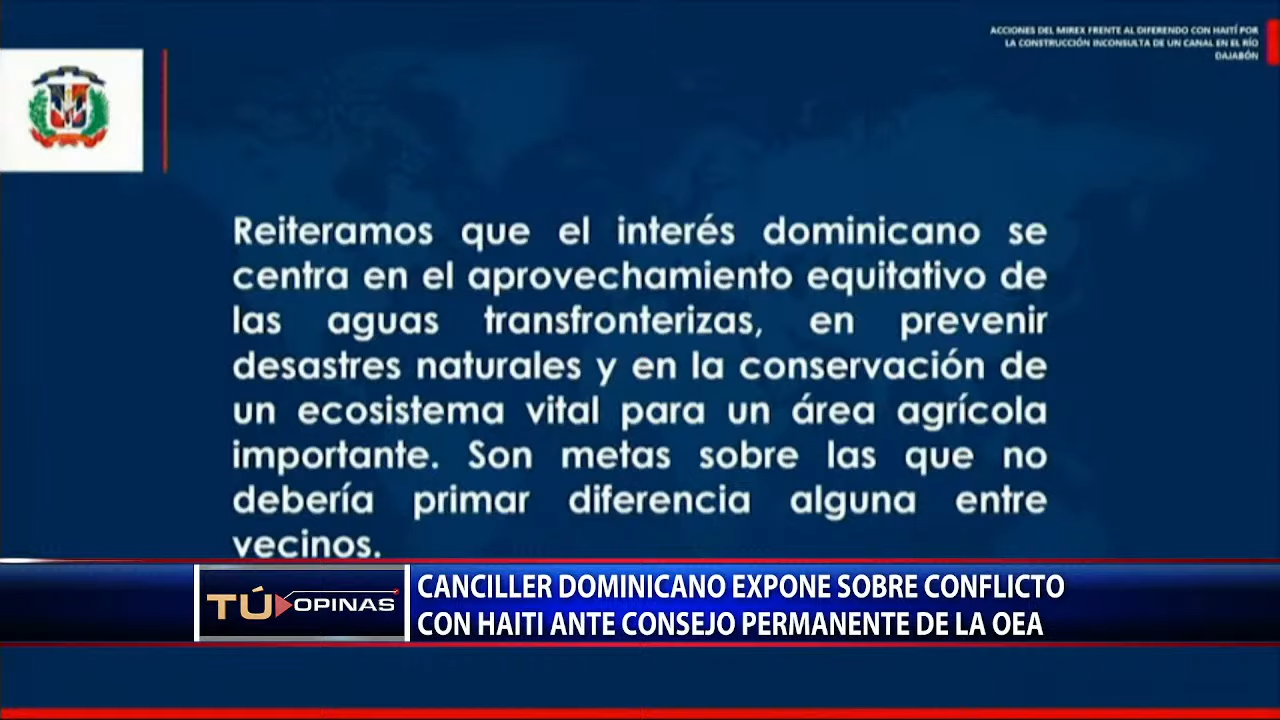 ACCIONES DEL MIREX FRENTE AL DIFERENDO CON HAITÍ POR
LA CONSTRUCCIÓN INCONSULTA DE UN CANAL EN EL RÍO
DAJABÓN
Reiteramos que el interés dominicano se
centra en el aprovechamiento equitativo de
las aguas transfronterizas, en prevenir
desastres naturales y en la conservación de
un ecosistema vital para un área agrícola
importante. Son metas sobre las que no
debería primar diferencia alguna entre
vecinos.
TÚ OPINAS
CANCILLER DOMINICANO EXPONE SOBRE CONFLICTO
CON HAITI ANTE CONSEJO PERMANENTE DE LA OEA